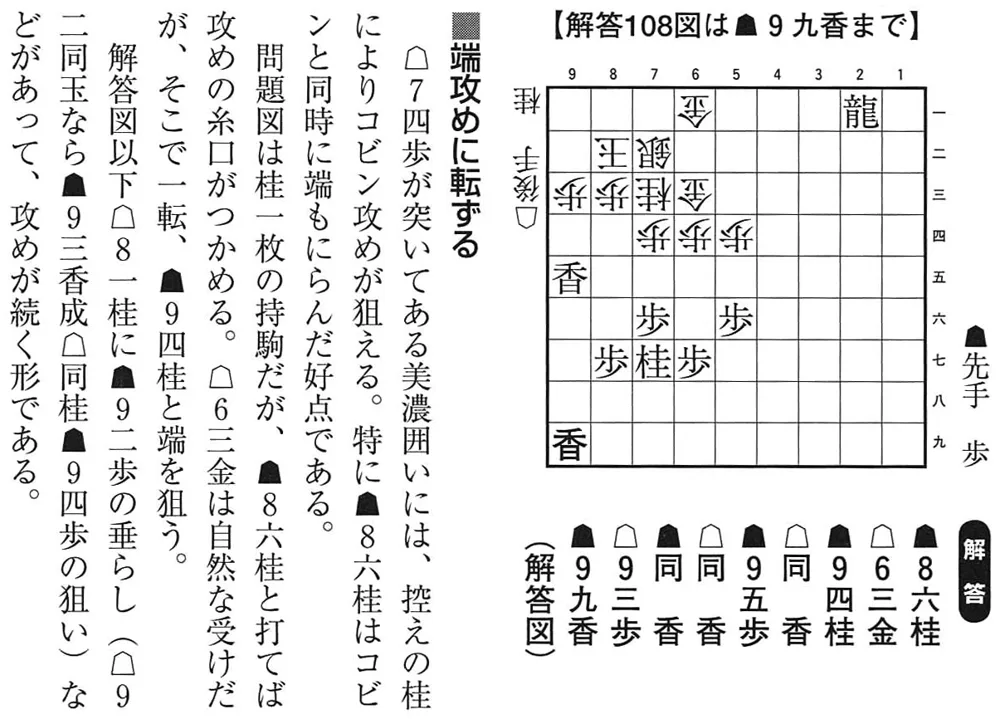 【解答108図は☗9九香まで】
9 8 7 6 5 4 3 2 1
金 龍 一
王 銀 二
歩 歩 桂 金 三
歩 歩 歩 四
香 五
歩 歩 六
歩 桂 歩 七
八
香 九
☖後手 桂
☗先手 歩
解答
☗8六桂
☖6三金
☗9四桂
☖同 香
☗9五歩
☖同 香
☗同 香
☖9三歩
☗9九香
(解答図)
■端攻めに転ずる
☖7四歩が突いてある美濃囲いには、控えの桂
によりコビン攻めが狙える。特に☗8六桂はコビ
ンと同時に端もにらんだ好点である。
問題図は桂一枚の持駒だが、☗8六桂と打てば
攻めの糸口がつかめる。☖6三金は自然な受けだ
が、そこで一転、☗9四桂と端を狙う。
解答図以下☖8一桂に☗9二歩の垂らし(☖9
二同玉なら☗9三香成☖同桂☗9四歩の狙い)な
どがあって、攻めが続く形である。